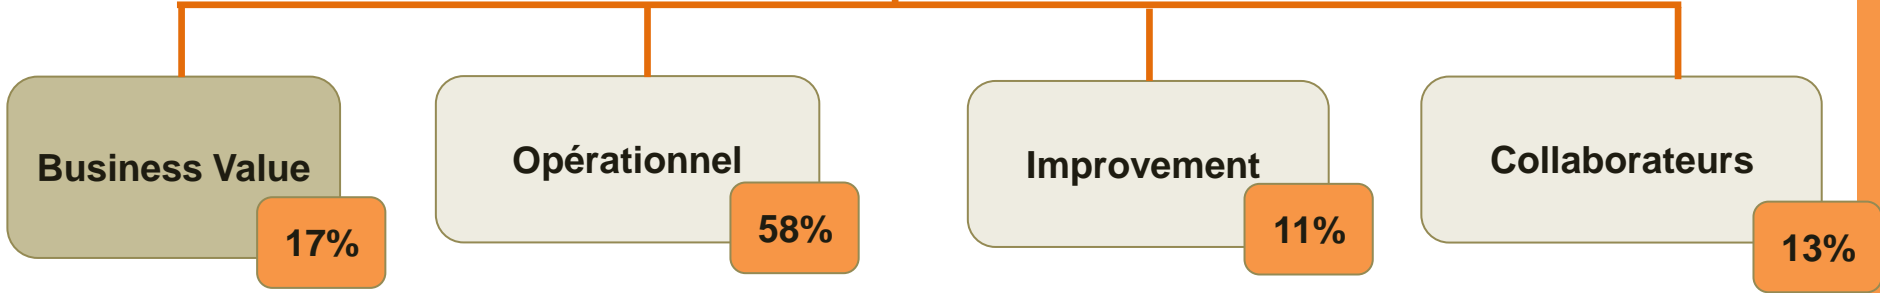 Business Value
17%
Opérationnel
58%
Improvement
11%
Collaborateurs
13%